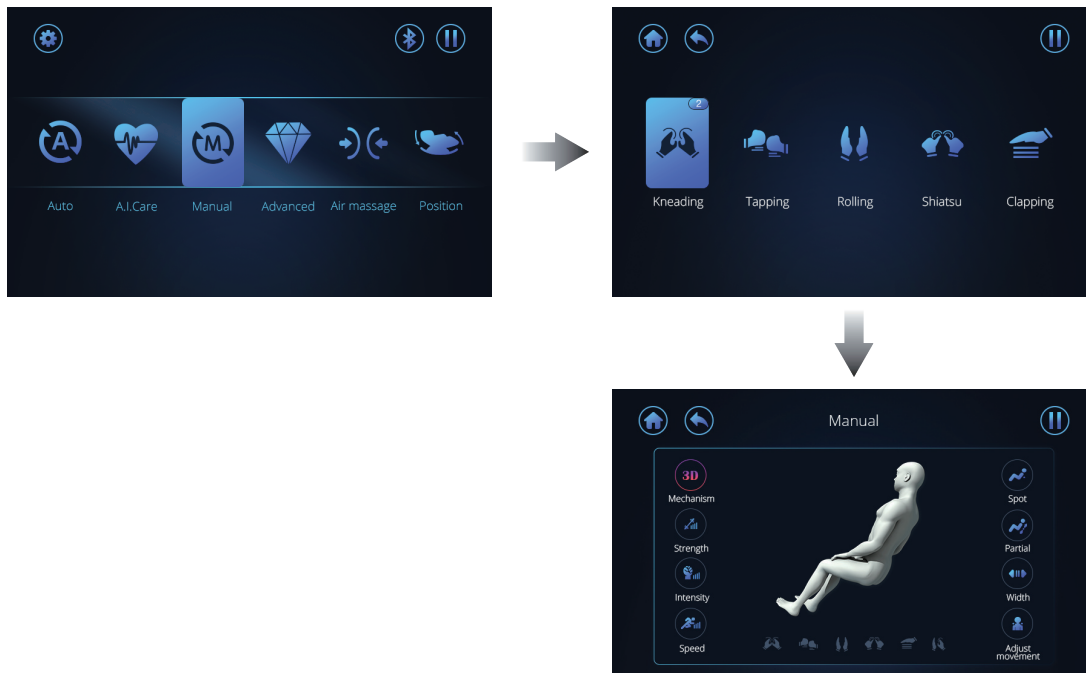 A
M
Auto
A.I.Care
Manual
Advanced
Air massage
Position
2
Kneading
Tapping
Rolling
Shiatsu
Clapping
Manual
3D
Mechanism
Strength
Intensity
Speed
Spot
Partial
Width
Adjust
movement